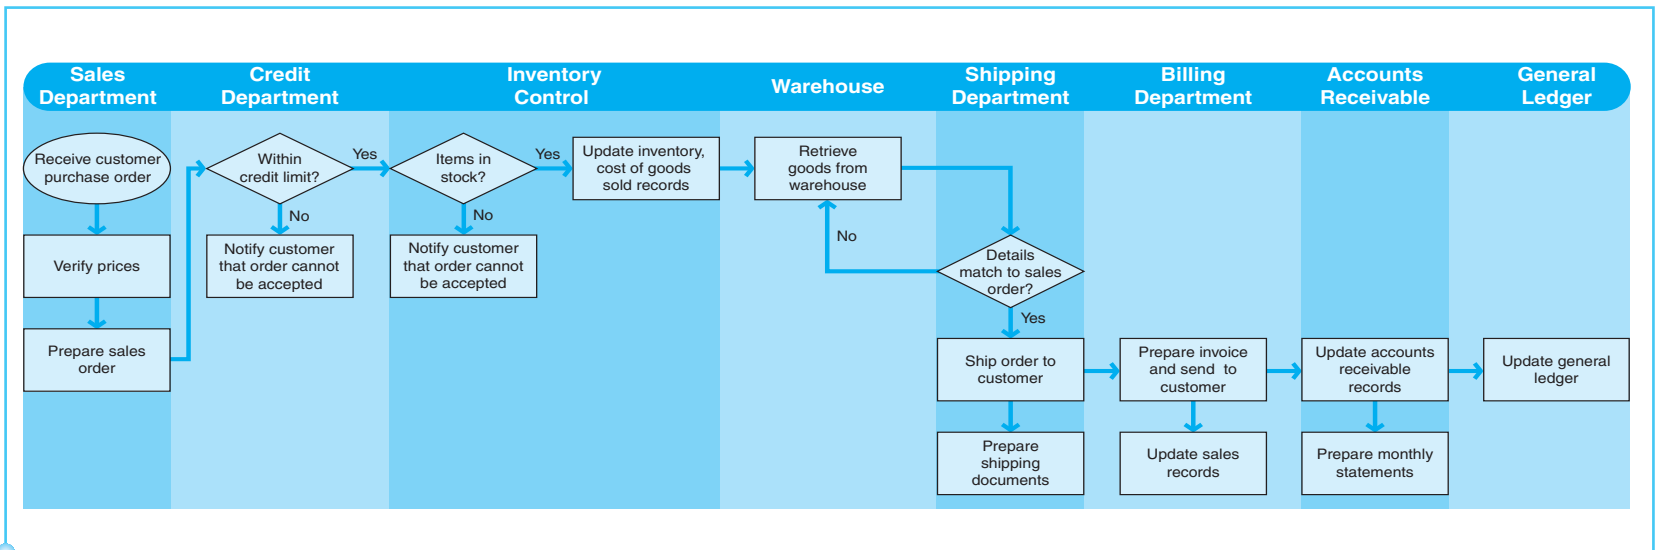 Sales
Department
Credit
Department
Inventory
Control
Warehouse
Shipping
Department
Billing
Department
Accounts
Receivable
General
Ledger
Receive customer
purchase order
Verify prices
Prepare sales
order
Within
credit limit?
Yes
No
Notify customer
that order cannot
be accepted
Items in
stock?
Yes
No
Notify customer
that order cannot
be accepted
Update inventory,
cost of goods
sold records
Retrieve
goods from
warehouse
No
Details
match to sales
order?
Yes
Ship order to
customer
Prepare
shipping
documents
Prepare invoice
and send to
customer
Update sales
records
Update accounts
receivable
records
Prepare monthly
statements
Update general
ledger